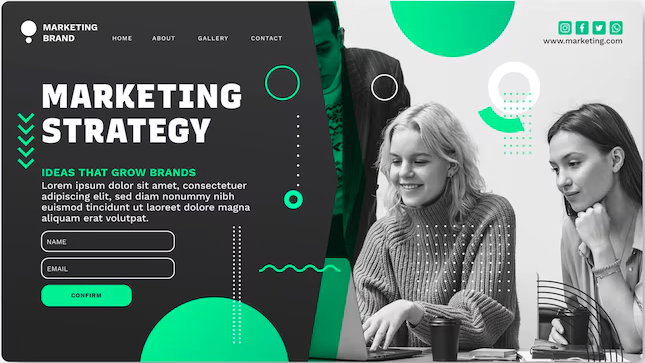 MARKETING
BRAND
HOME ABOUT GALLERY CONTACT
www.marketing.com
MARKETING
STRATEGY
IDEAS THAT GROW BRANDS
Lorem ipsum dolor sit amet, consectetuer
adipiscing elit, sed diam nonummy nibh
euismod tincidunt ut laoreet dolore magna
aliquam erat volutpat.
NAME
EMAIL
CONFIRM